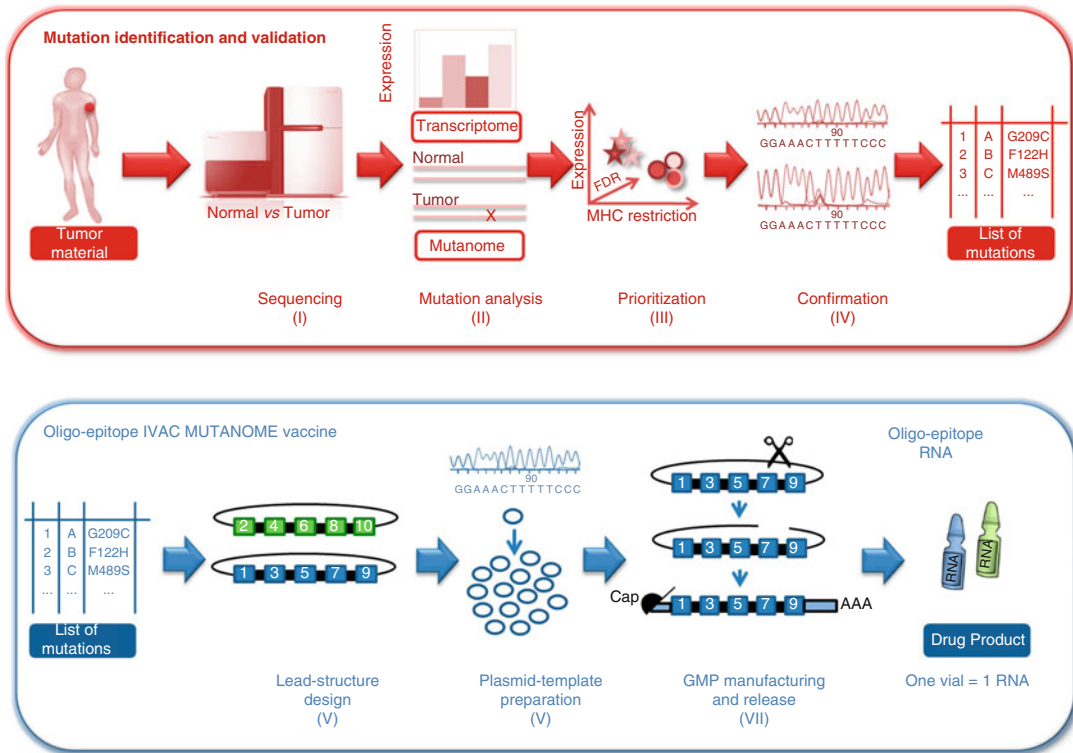 Mutation identification and validation
Tumor
material
Normal vs Tumor
Sequencing
(I)
Expression
Transcriptome
Normal
Tumor
X
Mutanome
Mutation analysis
(II)
Expression
FDR
MHC restriction
Prioritization
(III)
90
GGAAACTTTTTCCC
90
GGAAACTTTTTCCC
Confirmation
(IV)
1 A G209C
2 B F122H
3 C M489S
... ... ...
List of
mutations
Oligo-epitope IVAC MUTANOME vaccine
1 A G209C
2 B F122H
3 C M489S
... ... ...
List of
mutations
2 4 6 8 10
1 3 5 7 9
Lead-structure
design
(V)
90
GGAAACTTTTTCCC
Plasmid-template
preparation
(V)
1 3 5 7 9
1 3 5 7 9
Cap 1 3 5 7 9 AAA
GMP manufacturing
and release
(VII)
Oligo-epitope
RNA
RNA
RNA
Drug Product
One vial = 1 RNA